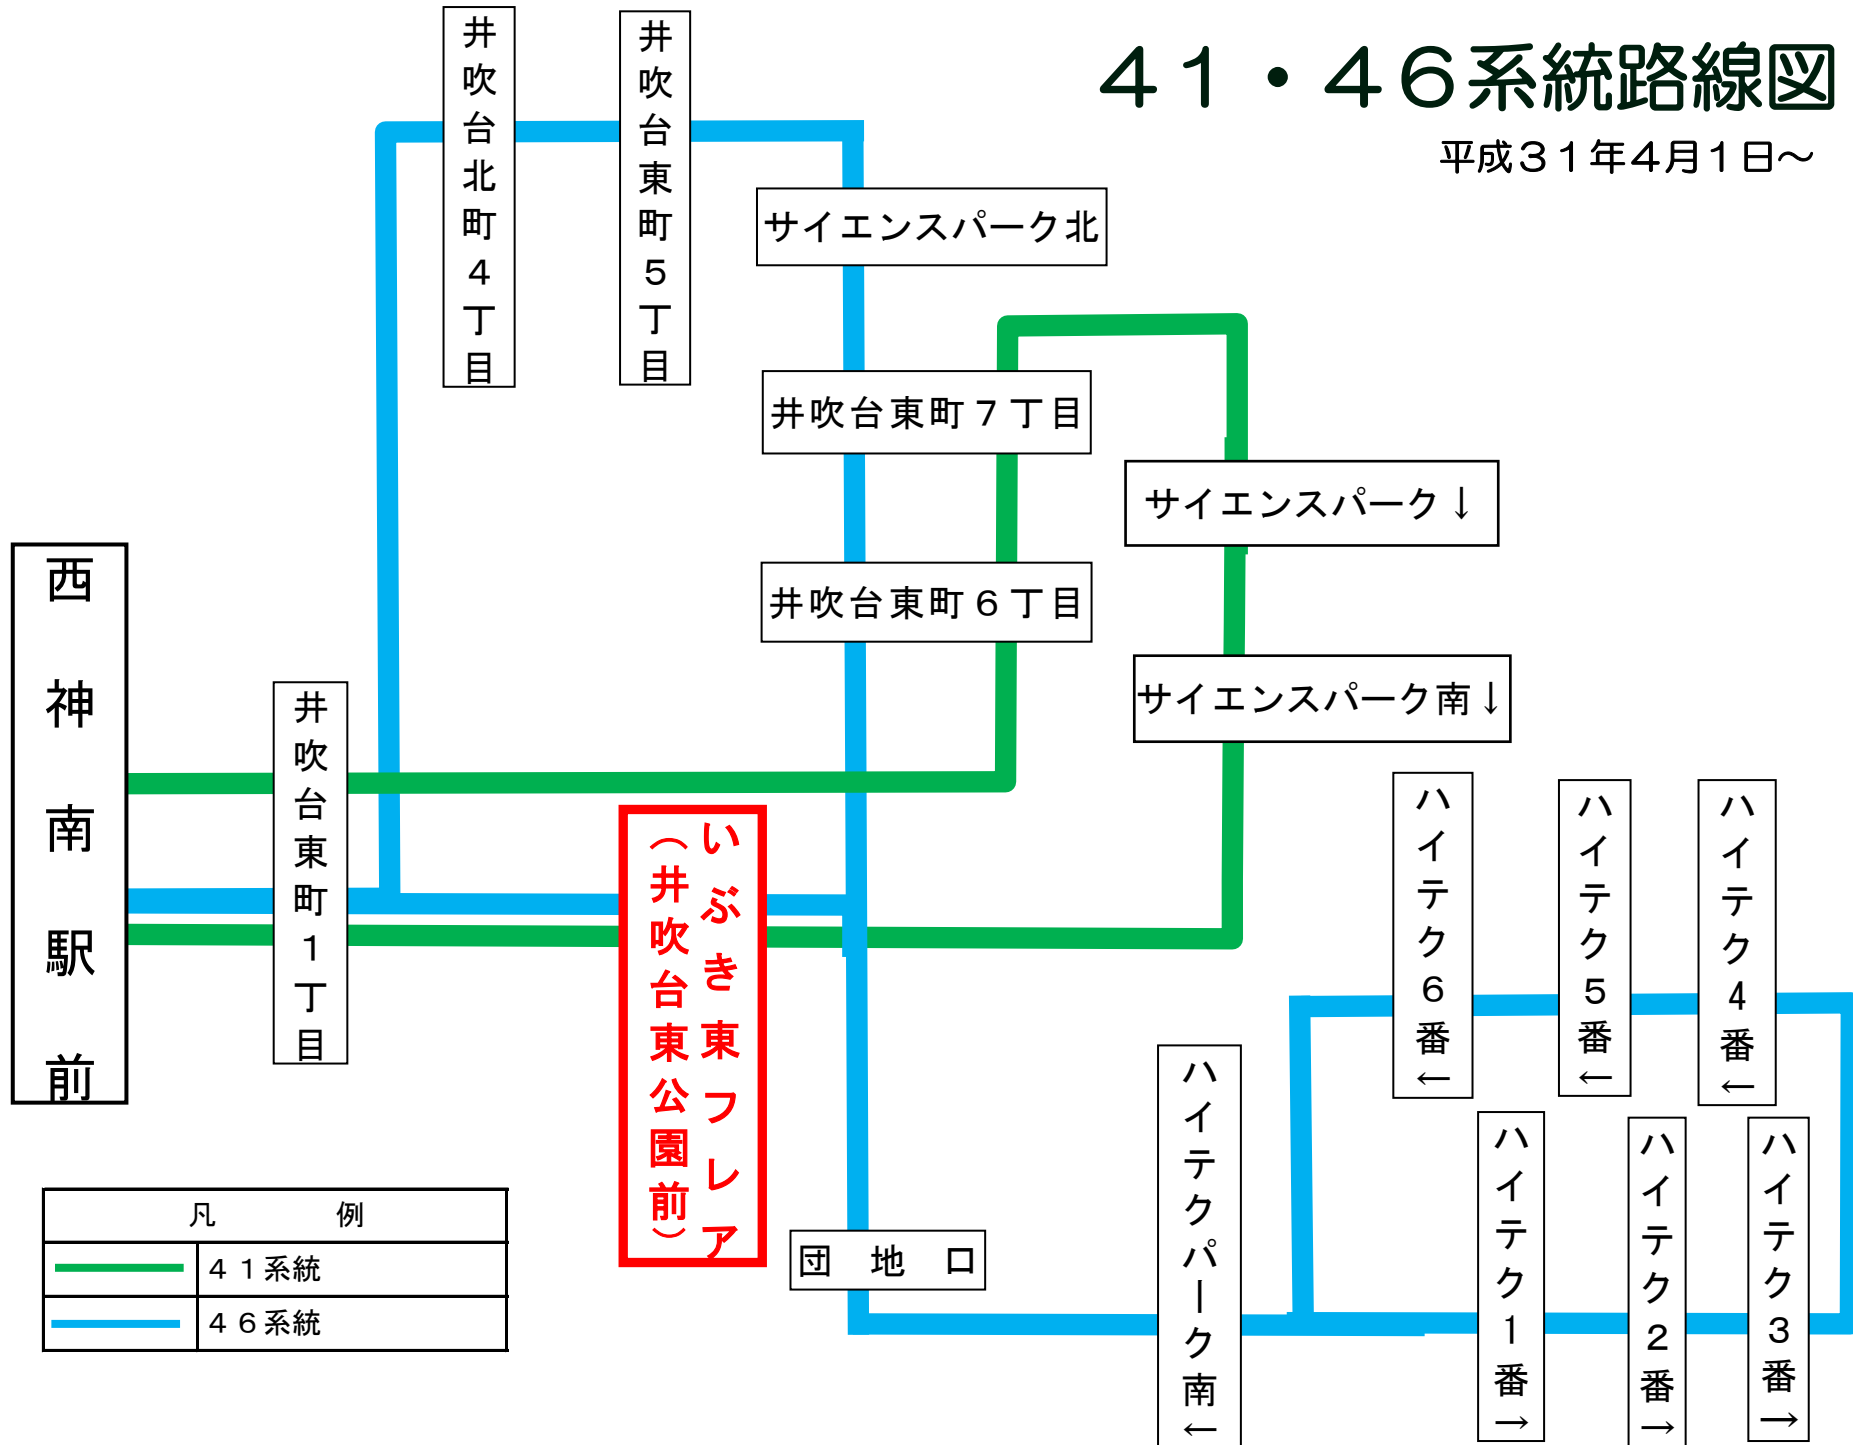 41・46系統路線図
平成31年4月1日～
井吹台北町4丁目
井吹台東町5丁目
サイエンスパーク北
井吹台東町7丁目
サイエンスパーク↓
井吹台東町6丁目
サイエンスパーク南↓
西神南駅前
井吹台東町1丁目
いぶき東フレア
（井吹台東公園前）
ハイテク6番←
ハイテク5番←
ハイテク4番←
団地口
ハイテクパーク南←
ハイテク1番→
ハイテク2番→
ハイテク3番→
凡例
41系統
46系統